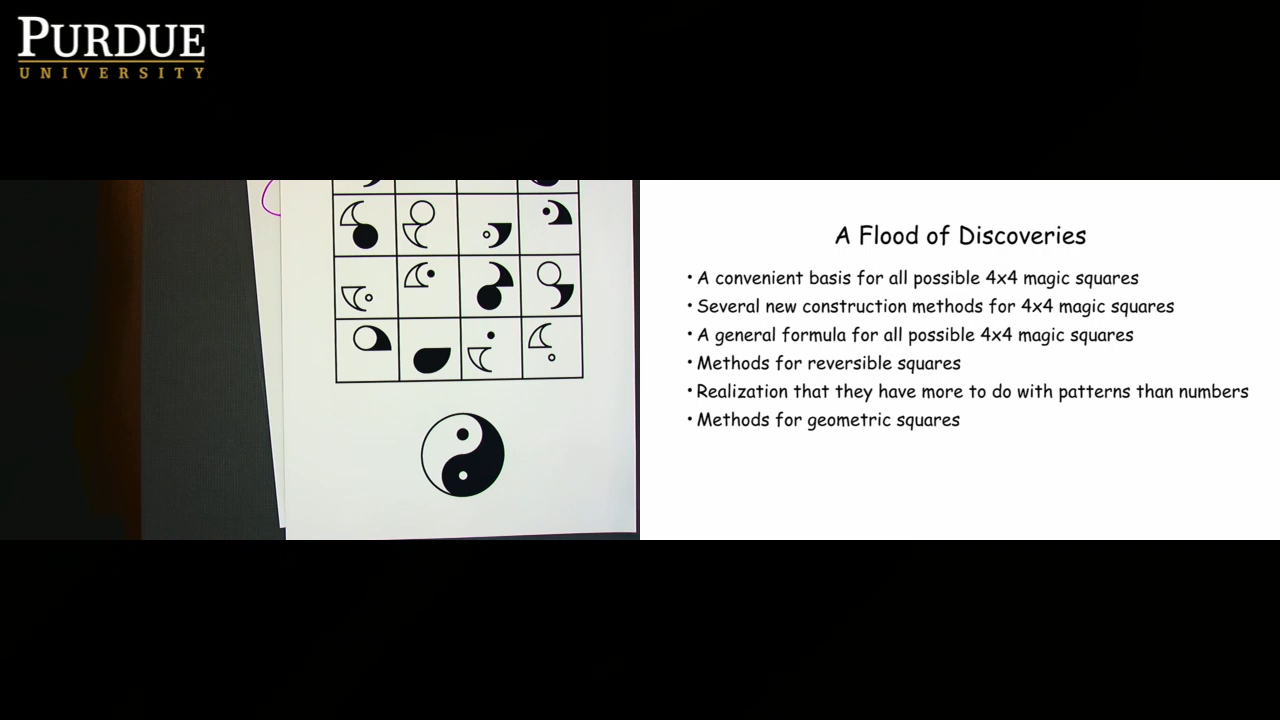 PURDUE
UNIVERSITY
A Flood of Discoveries
• A convenient basis for all possible 4x4 magic squares
• Several new construction methods for 4x4 magic squares
• A general formula for all possible 4x4 magic squares
• Methods for reversible squares
• Realization that they have more to do with patterns than numbers
• Methods for geometric squares